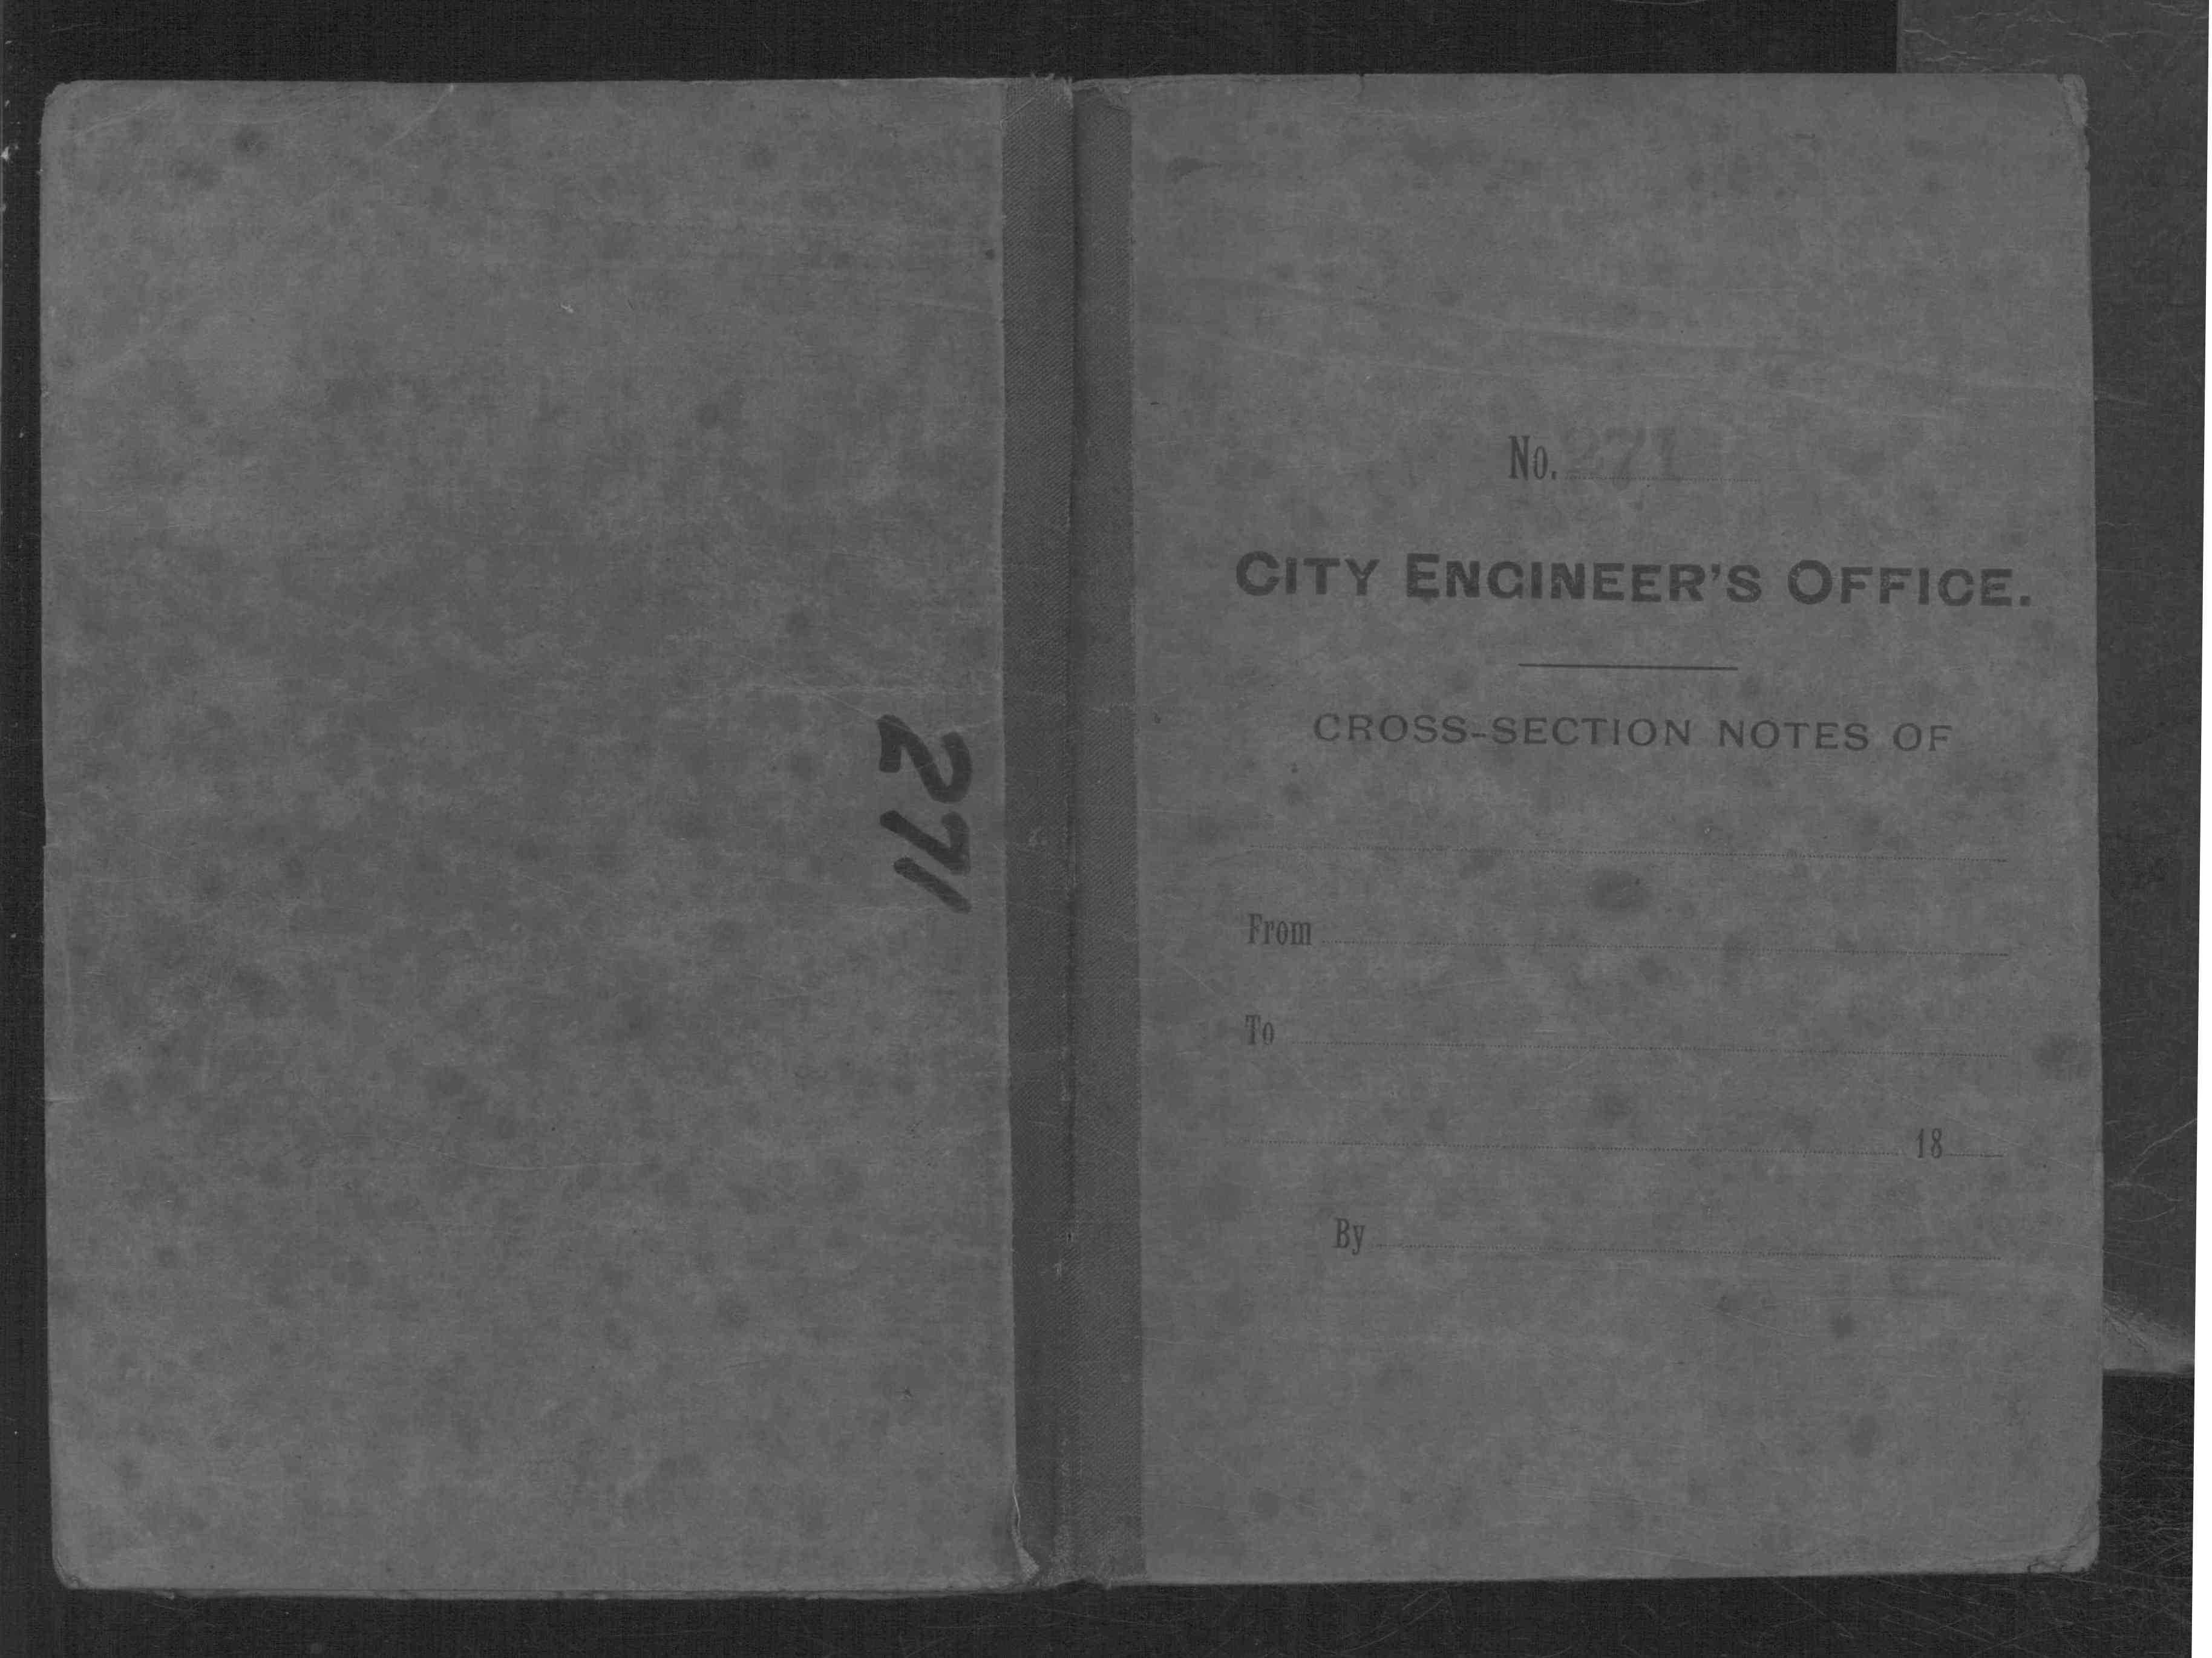 271
No. 271
CITY ENGINEER'S OFFICE.
CROSS-SECTION NOTES OF
From
To
18
By